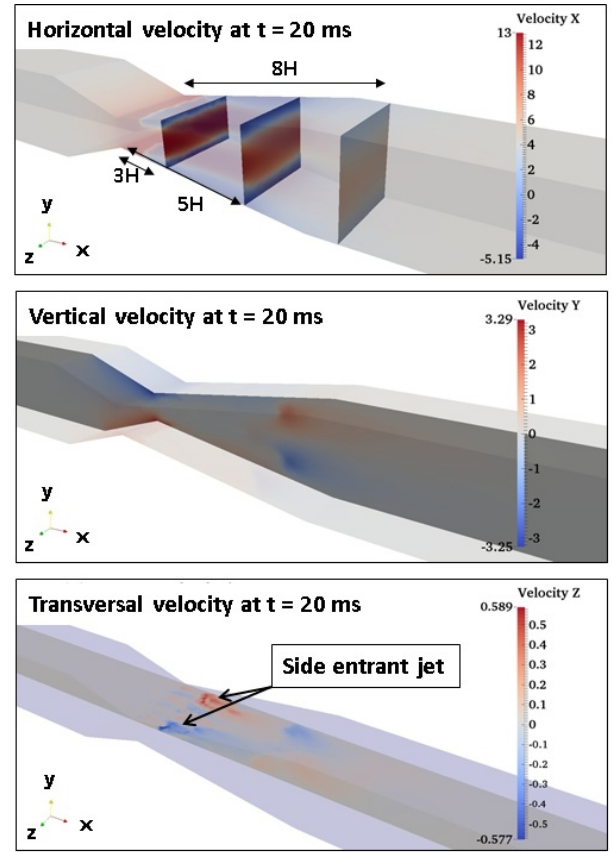 Horizontal velocity at t = 20 ms
Velocity X
13
12
10
8
6
4
2
0
-2
-4
-5.15
8H
3H
5H
y
z
x
Vertical velocity at t = 20 ms
Velocity Y
3.29
3
2
1
0
-1
-2
-3
-3.25
y
z
x
Transversal velocity at t = 20 ms
Velocity Z
0.589
0.5
0.4
0.3
0.2
0.1
0
-0.1
-0.2
-0.3
-0.4
-0.5
-0.577
Side entrant jet
y
z
x